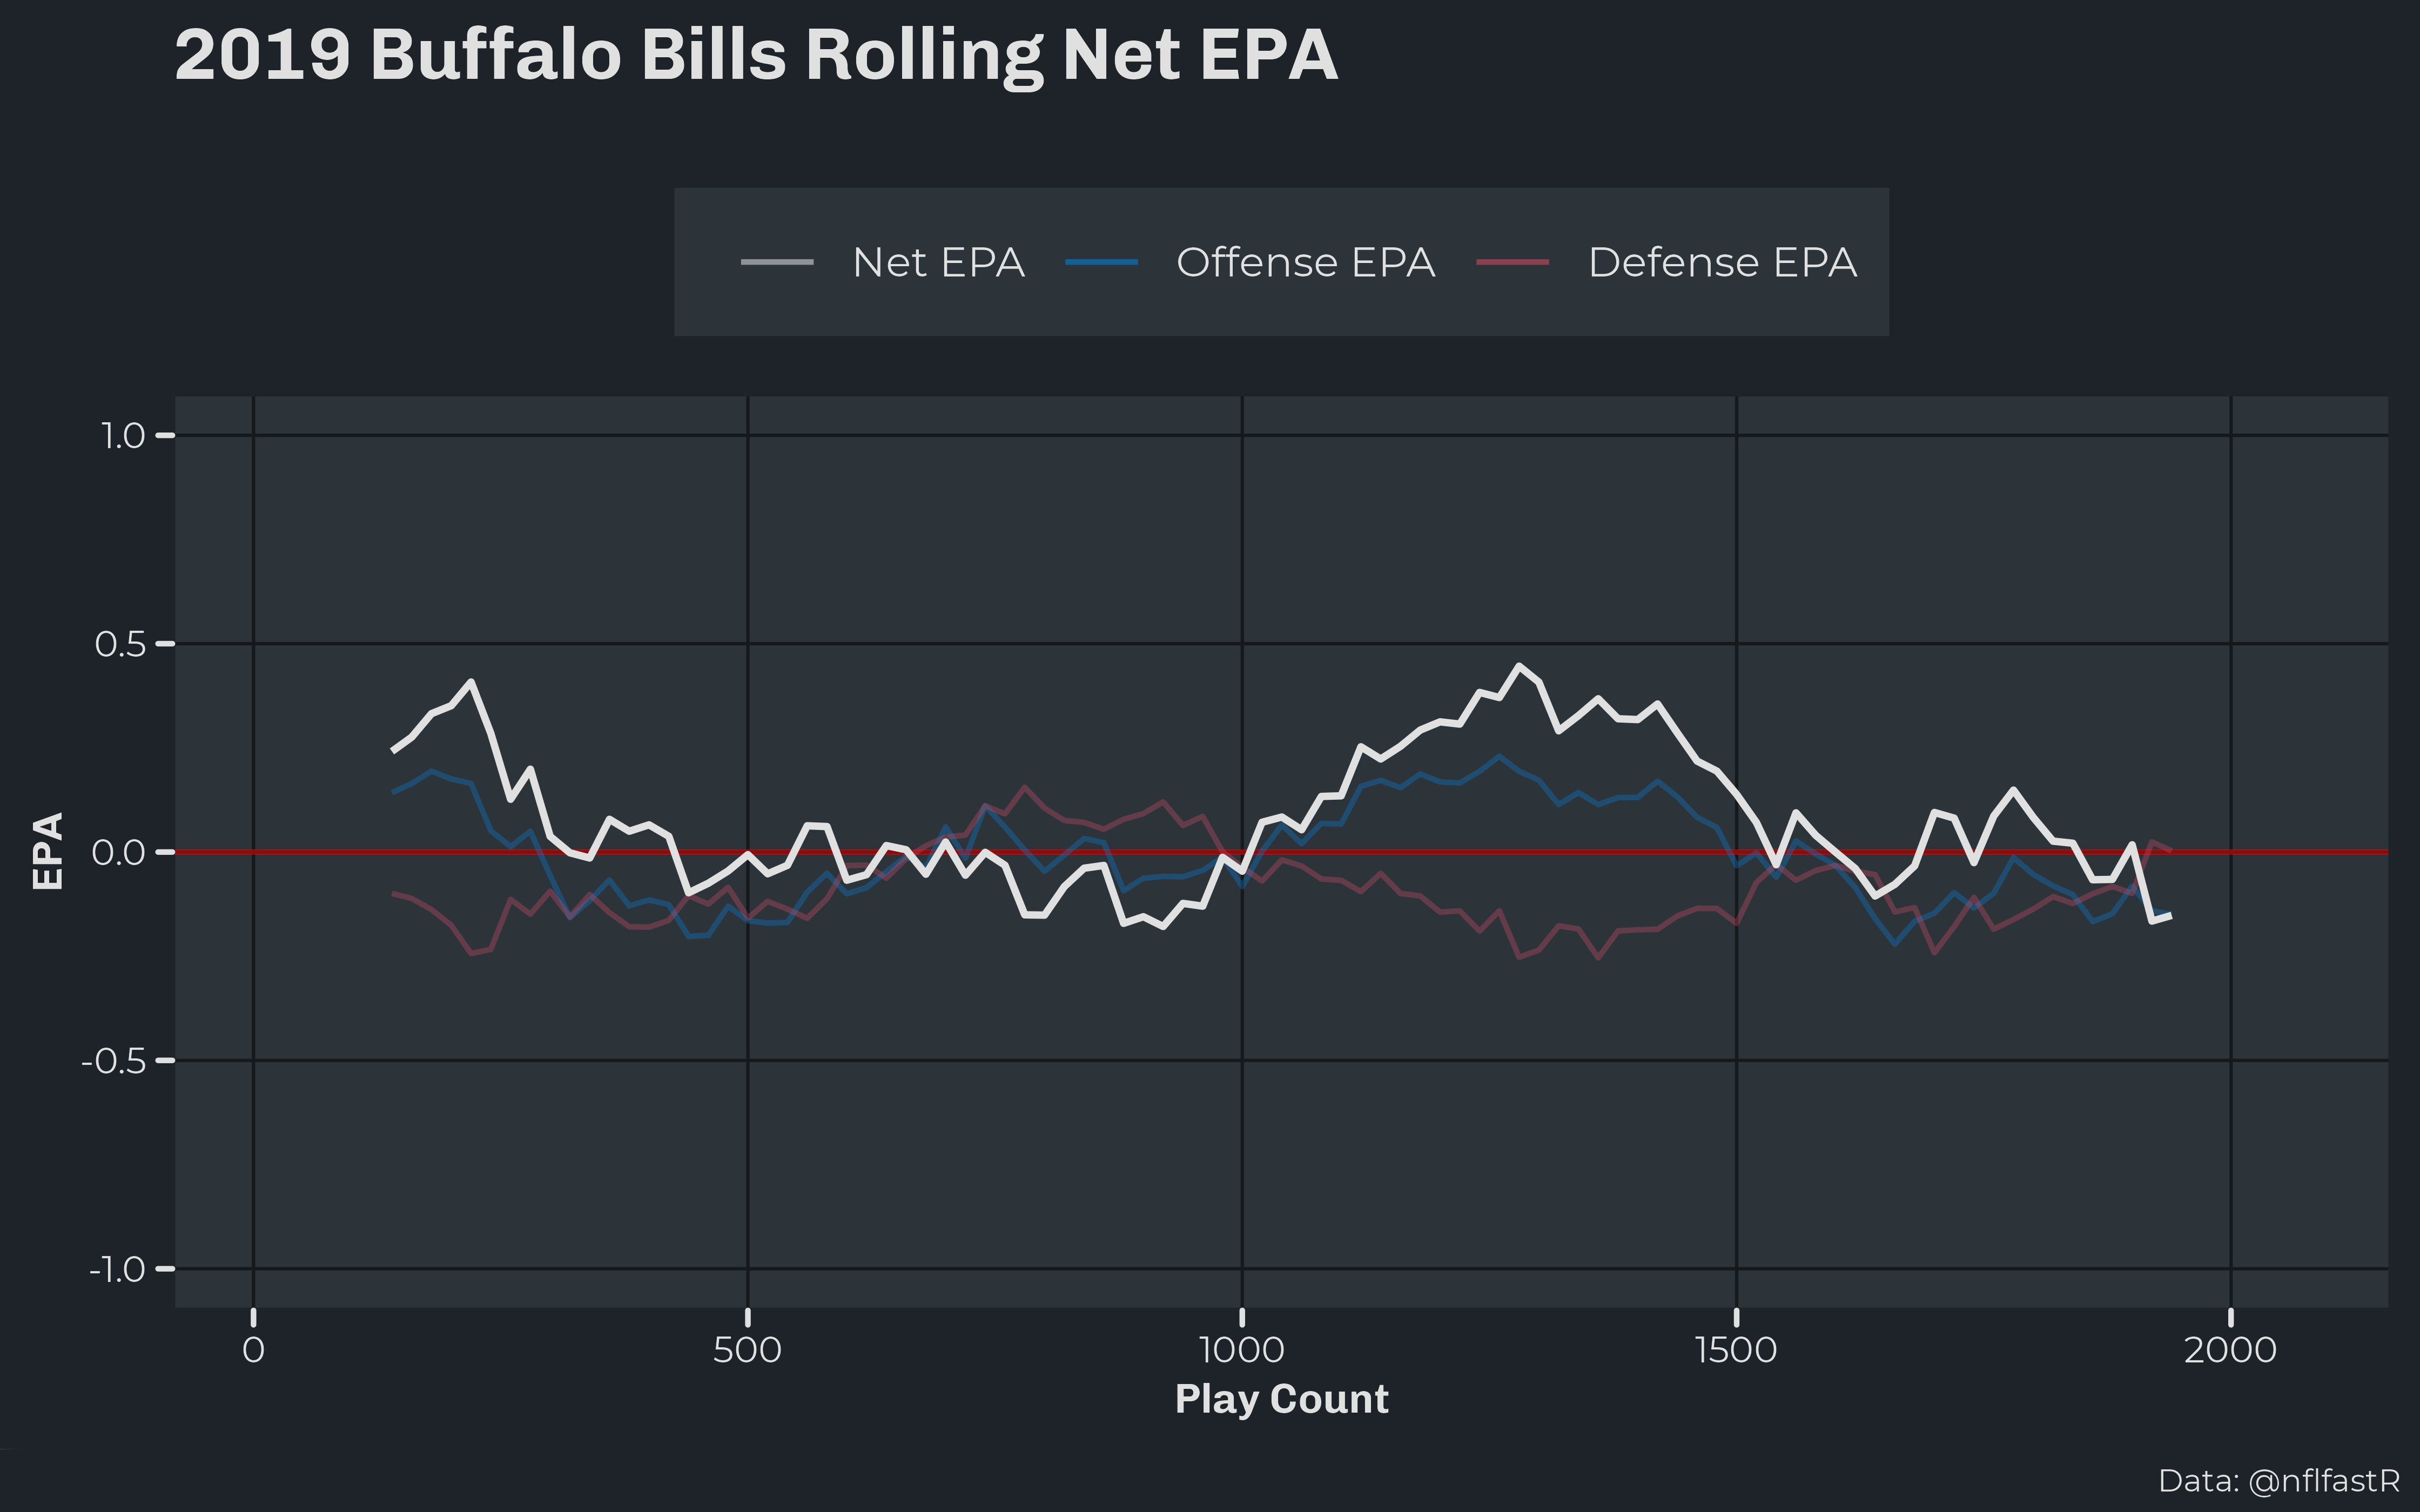 2019 Buffalo Bills Rolling Net EPA
Net EPA Offense EPA Defense EPA
1.0
0.5
0.0
-0.5
-1.0
EPA
0 500 1000 1500 2000
Play Count
Data: @nflfastR